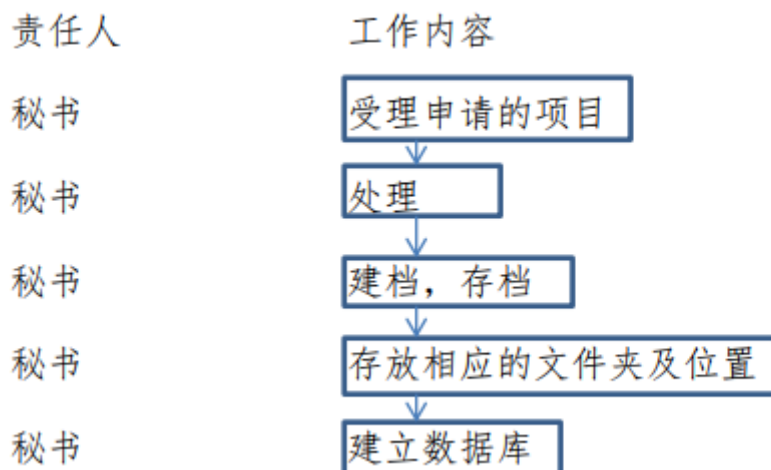 责任人 工作内容
秘书 受理申请的项目
秘书 处理
秘书 建档，存档
秘书 存放相应的文件夹及位置
秘书 建立数据库